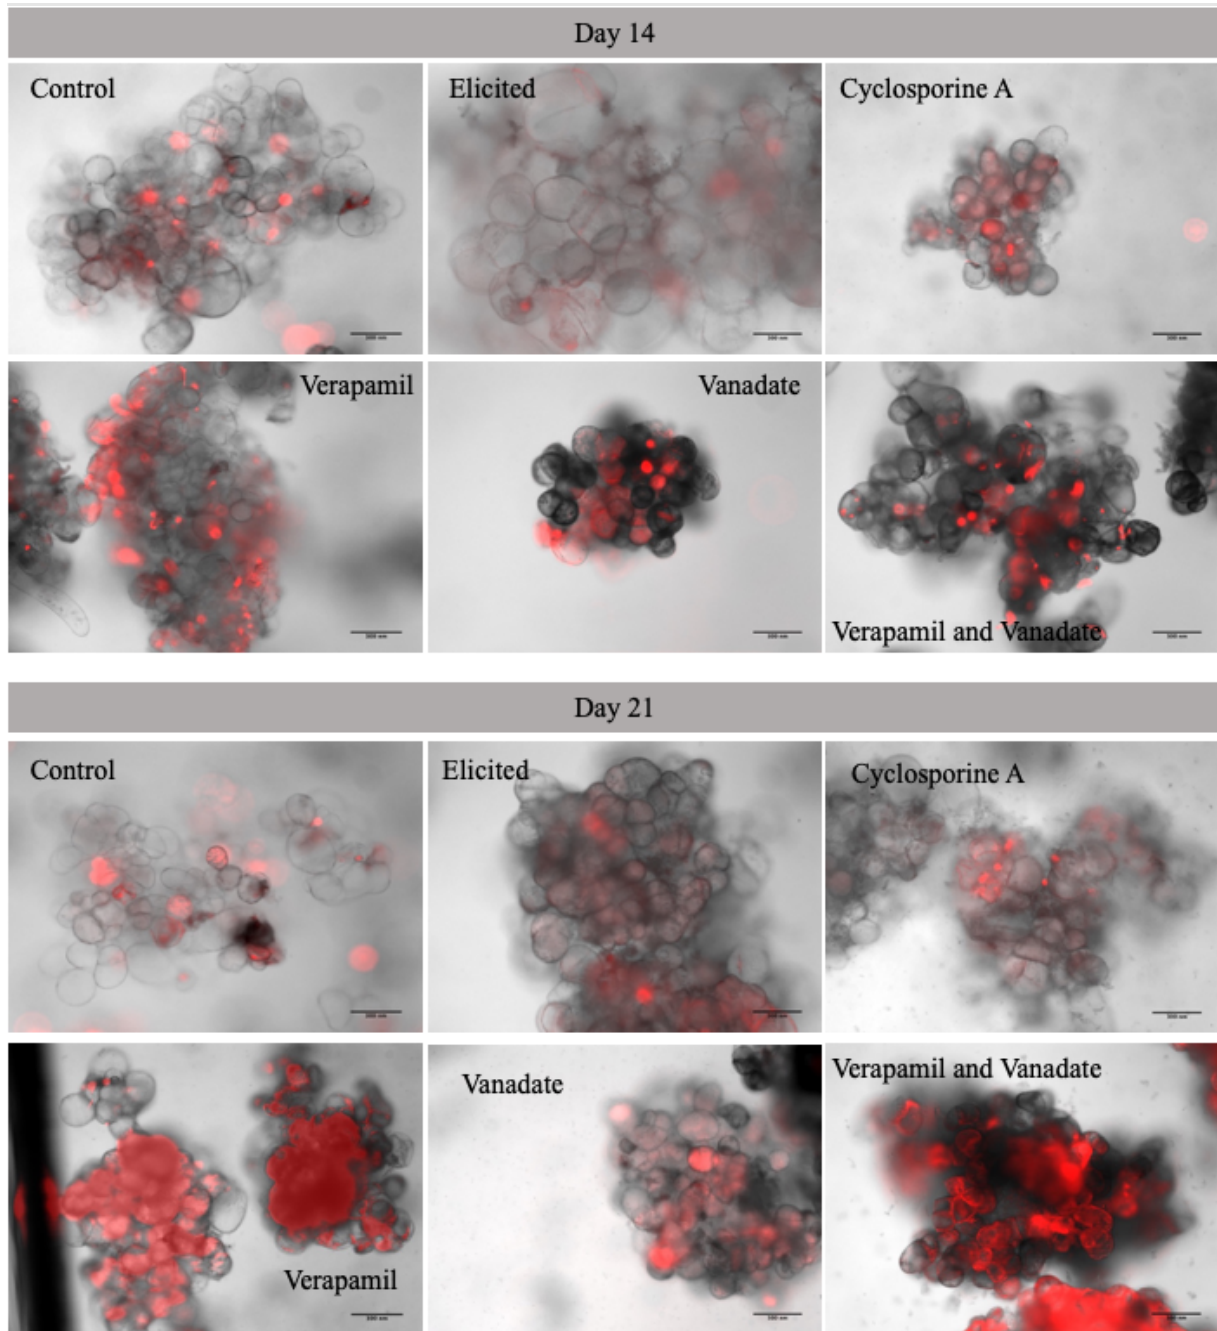 Day 14
Control
Elicited
Cyclosporine A
Verapamil
Vanadate
Verapamil and Vanadate
Day 21
Control
Elicited
Cyclosporine A
Verapamil
Vanadate
Verapamil and Vanadate